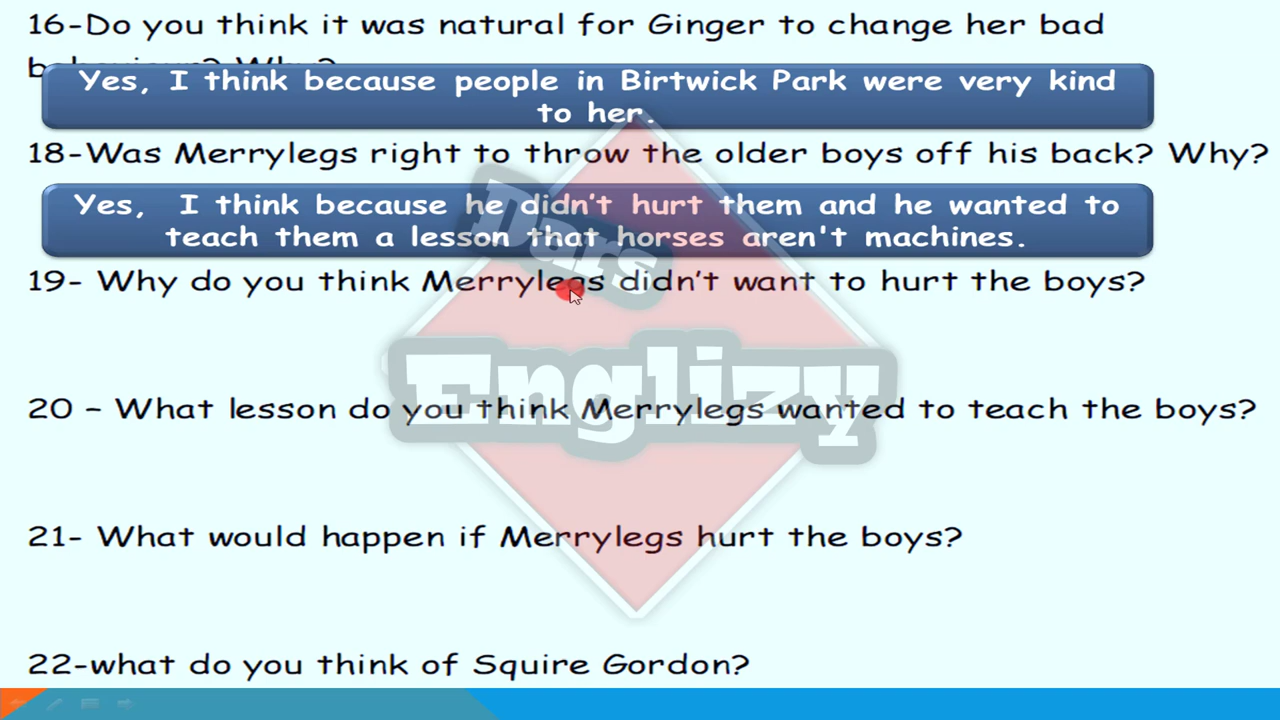 16-Do you think it was natural for Ginger to change her bad
Yes, I think because people in Birtwick Park were very kind
to her.
18-Was Merrylegs right to throw the older boys off his back? Why?
Yes, I think because he didn't hurt them and he wanted to
teach them a lesson that horses aren't machines.
19- Why do you think Merrylegs didn't want to hurt the boys?
20 – What lesson do you think Merrylegs wanted to teach the boys?
21- What would happen if Merrylegs hurt the boys?
22-what do you think of Squire Gordon?
Dars
Englizy